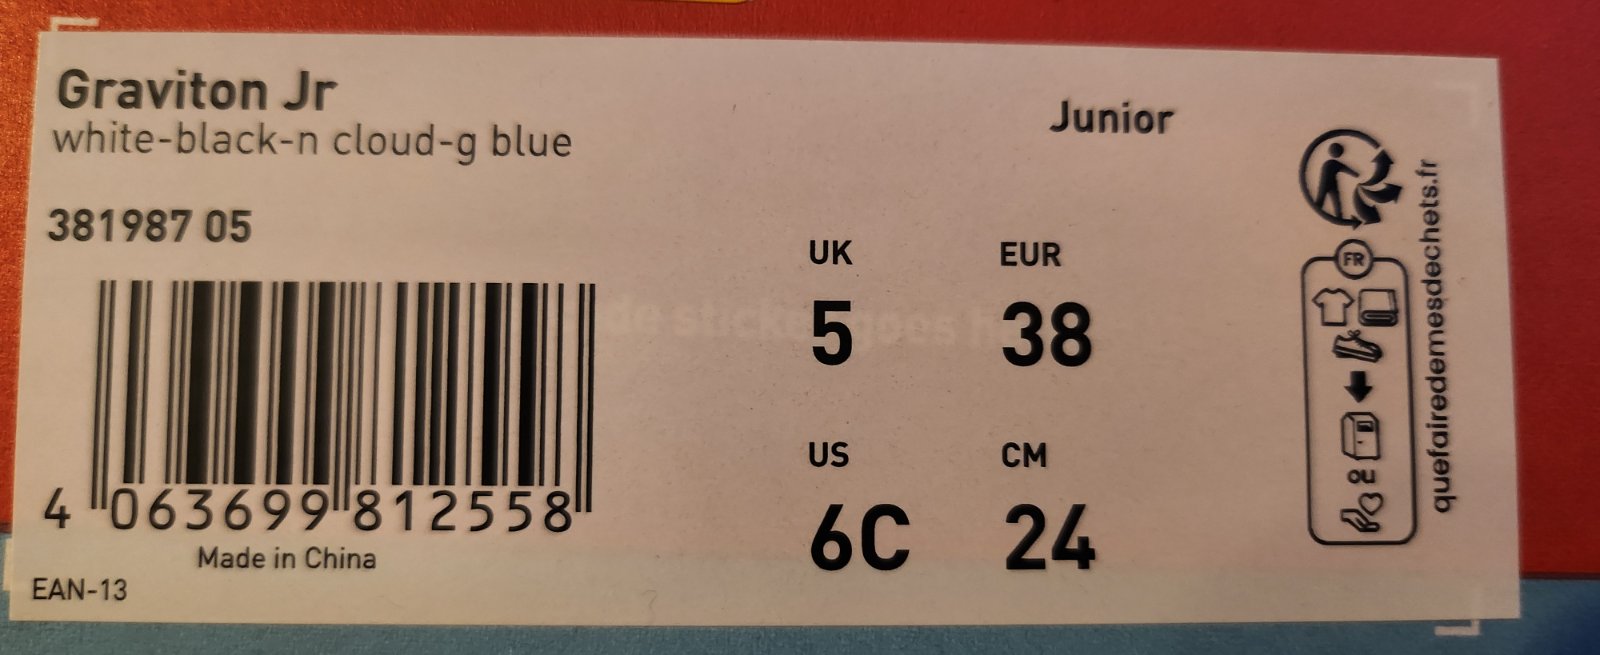 Graviton Jr
white-black-n cloud-g blue
Junior
381987 05
UK
EUR
5
38
US
CM
6C
24
4 063699 812558
Made in China
EAN-13
FR
ou
quefairedemesdechets.fr